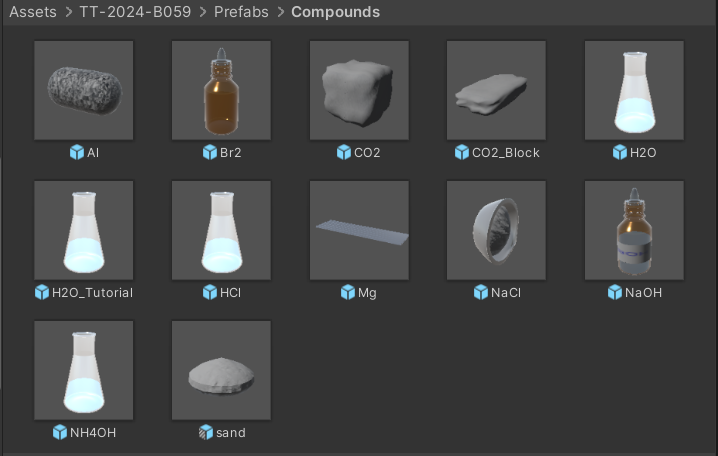 Assets > TT-2024-B059 > Prefabs > Compounds
Al Br2 CO2 CO2_Block H2O
H2O_Tutorial HCl Mg NaCl NaOH
NH4OH sand